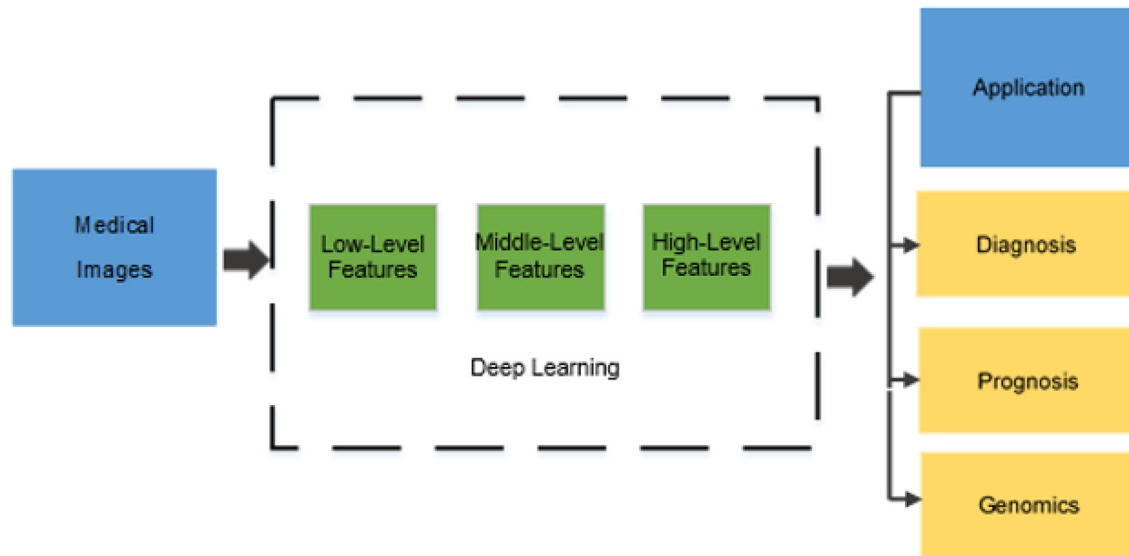 Medical
Images
Low-Level
Features
Middle-Level
Features
High-Level
Features
Deep Learning
Application
Diagnosis
Prognosis
Genomics